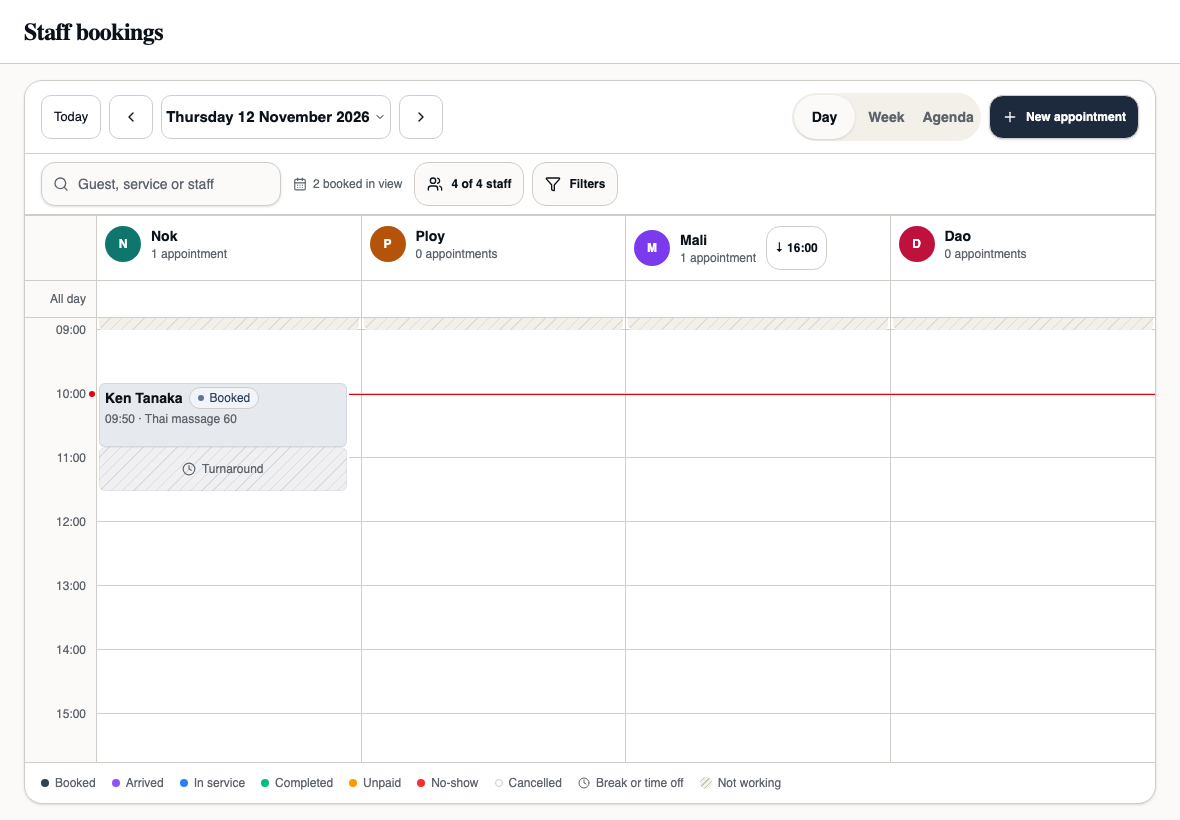 Staff bookings
Today
Thursday 12 November 2026
Day Week Agenda
New appointment
Guest, service or staff
2 booked in view
4 of 4 staff
Filters
N
Nok
1 appointment
P
Ploy
0 appointments
M
Mali
1 appointment
↓ 16:00
D
Dao
0 appointments
All day
09:00
10:00
Ken Tanaka Booked
09:50 · Thai massage 60
11:00
Turnaround
12:00
13:00
14:00
15:00
Booked Arrived In service Completed Unpaid No-show Cancelled Break or time off Not working